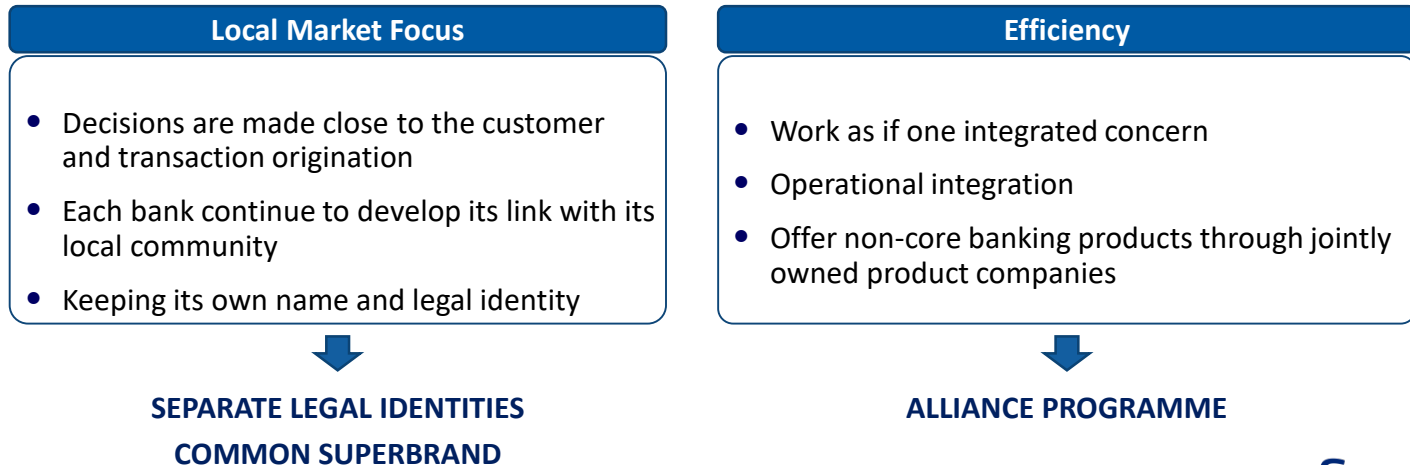 Local Market Focus
• Decisions are made close to the customer
and transaction origination
• Each bank continue to develop its link with its
local community
• Keeping its own name and legal identity
SEPARATE LEGAL IDENTITIES
COMMON SUPERBRAND
Efficiency
• Work as if one integrated concern
• Operational integration
• Offer non-core banking products through jointly
owned product companies
ALLIANCE PROGRAMME